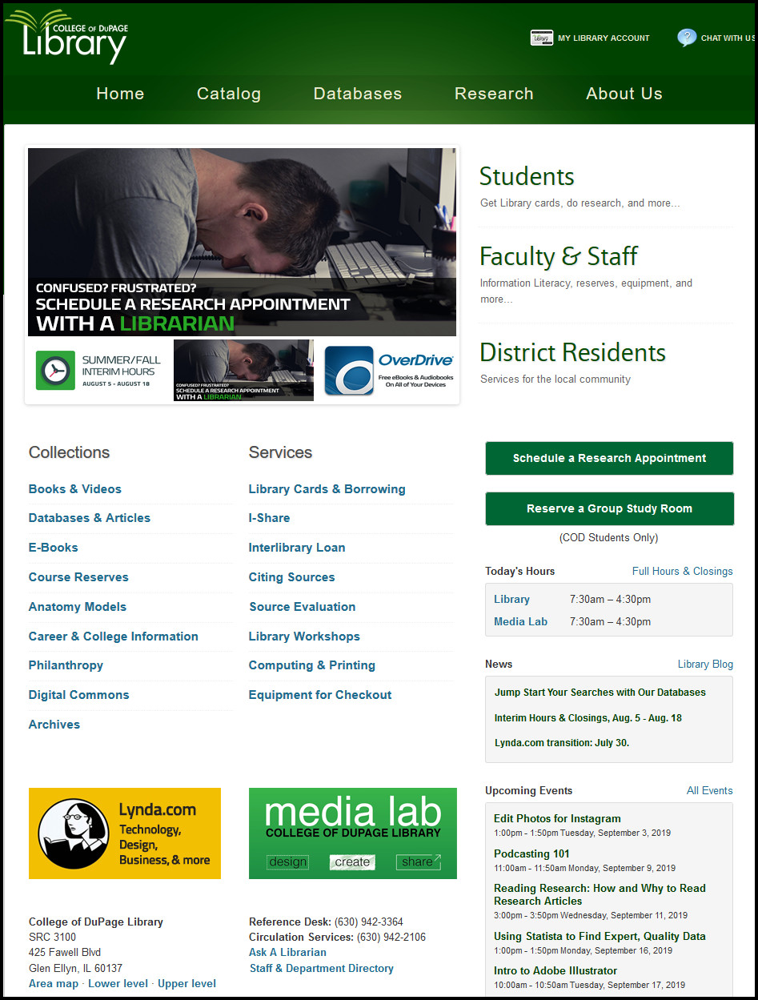 COLLEGE OF DuPAGE
Library
MY LIBRARY ACCOUNT
CHAT WITH US
Home
Catalog
Databases
Research
About Us
CONFUSED? FRUSTRATED?
SCHEDULE A RESEARCH APPOINTMENT
WITH A LIBRARIAN
SUMMER/FALL
INTERIM HOURS
AUGUST 5 - AUGUST 18
CONFUSED? FRUSTRATED?
SCHEDULE A RESEARCH APPOINTMENT
WITH A LIBRARIAN
OverDrive
Free eBooks & Audiobooks
On All of Your Devices
Students
Get Library cards, do research, and more...
Faculty & Staff
Information Literacy, reserves, equipment, and
more...
District Residents
Services for the local community
Collections
Books & Videos
Databases & Articles
E-Books
Course Reserves
Anatomy Models
Career & College Information
Philanthropy
Digital Commons
Archives
Services
Library Cards & Borrowing
I-Share
Interlibrary Loan
Citing Sources
Source Evaluation
Library Workshops
Computing & Printing
Equipment for Checkout
Schedule a Research Appointment
Reserve a Group Study Room
(COD Students Only)
Today's Hours
Full Hours & Closings
Library 7:30am – 4:30pm
Media Lab 7:30am – 4:30pm
News
Library Blog
Jump Start Your Searches with Our Databases
Interim Hours & Closings, Aug. 5 - Aug. 18
Lynda.com transition: July 30.
Upcoming Events
All Events
Edit Photos for Instagram
1:00pm - 1:50pm Tuesday, September 3, 2019
Podcasting 101
11:00am - 11:50am Monday, September 9, 2019
Reading Research: How and Why to Read
Research Articles
3:00pm - 3:50pm Wednesday, September 11, 2019
Using Statista to Find Expert, Quality Data
1:00pm - 1:50pm Monday, September 16, 2019
Intro to Adobe Illustrator
10:00am - 10:50am Tuesday, September 17, 2019
Lynda.com
Technology,
Design,
Business, & more
media lab
COLLEGE OF DUPAGE LIBRARY
design
create
share
College of DuPage Library
SRC 3100
425 Fawell Blvd
Glen Ellyn, IL 60137
Area map · Lower level · Upper level
Reference Desk: (630) 942-3364
Circulation Services: (630) 942-2106
Ask A Librarian
Staff & Department Directory